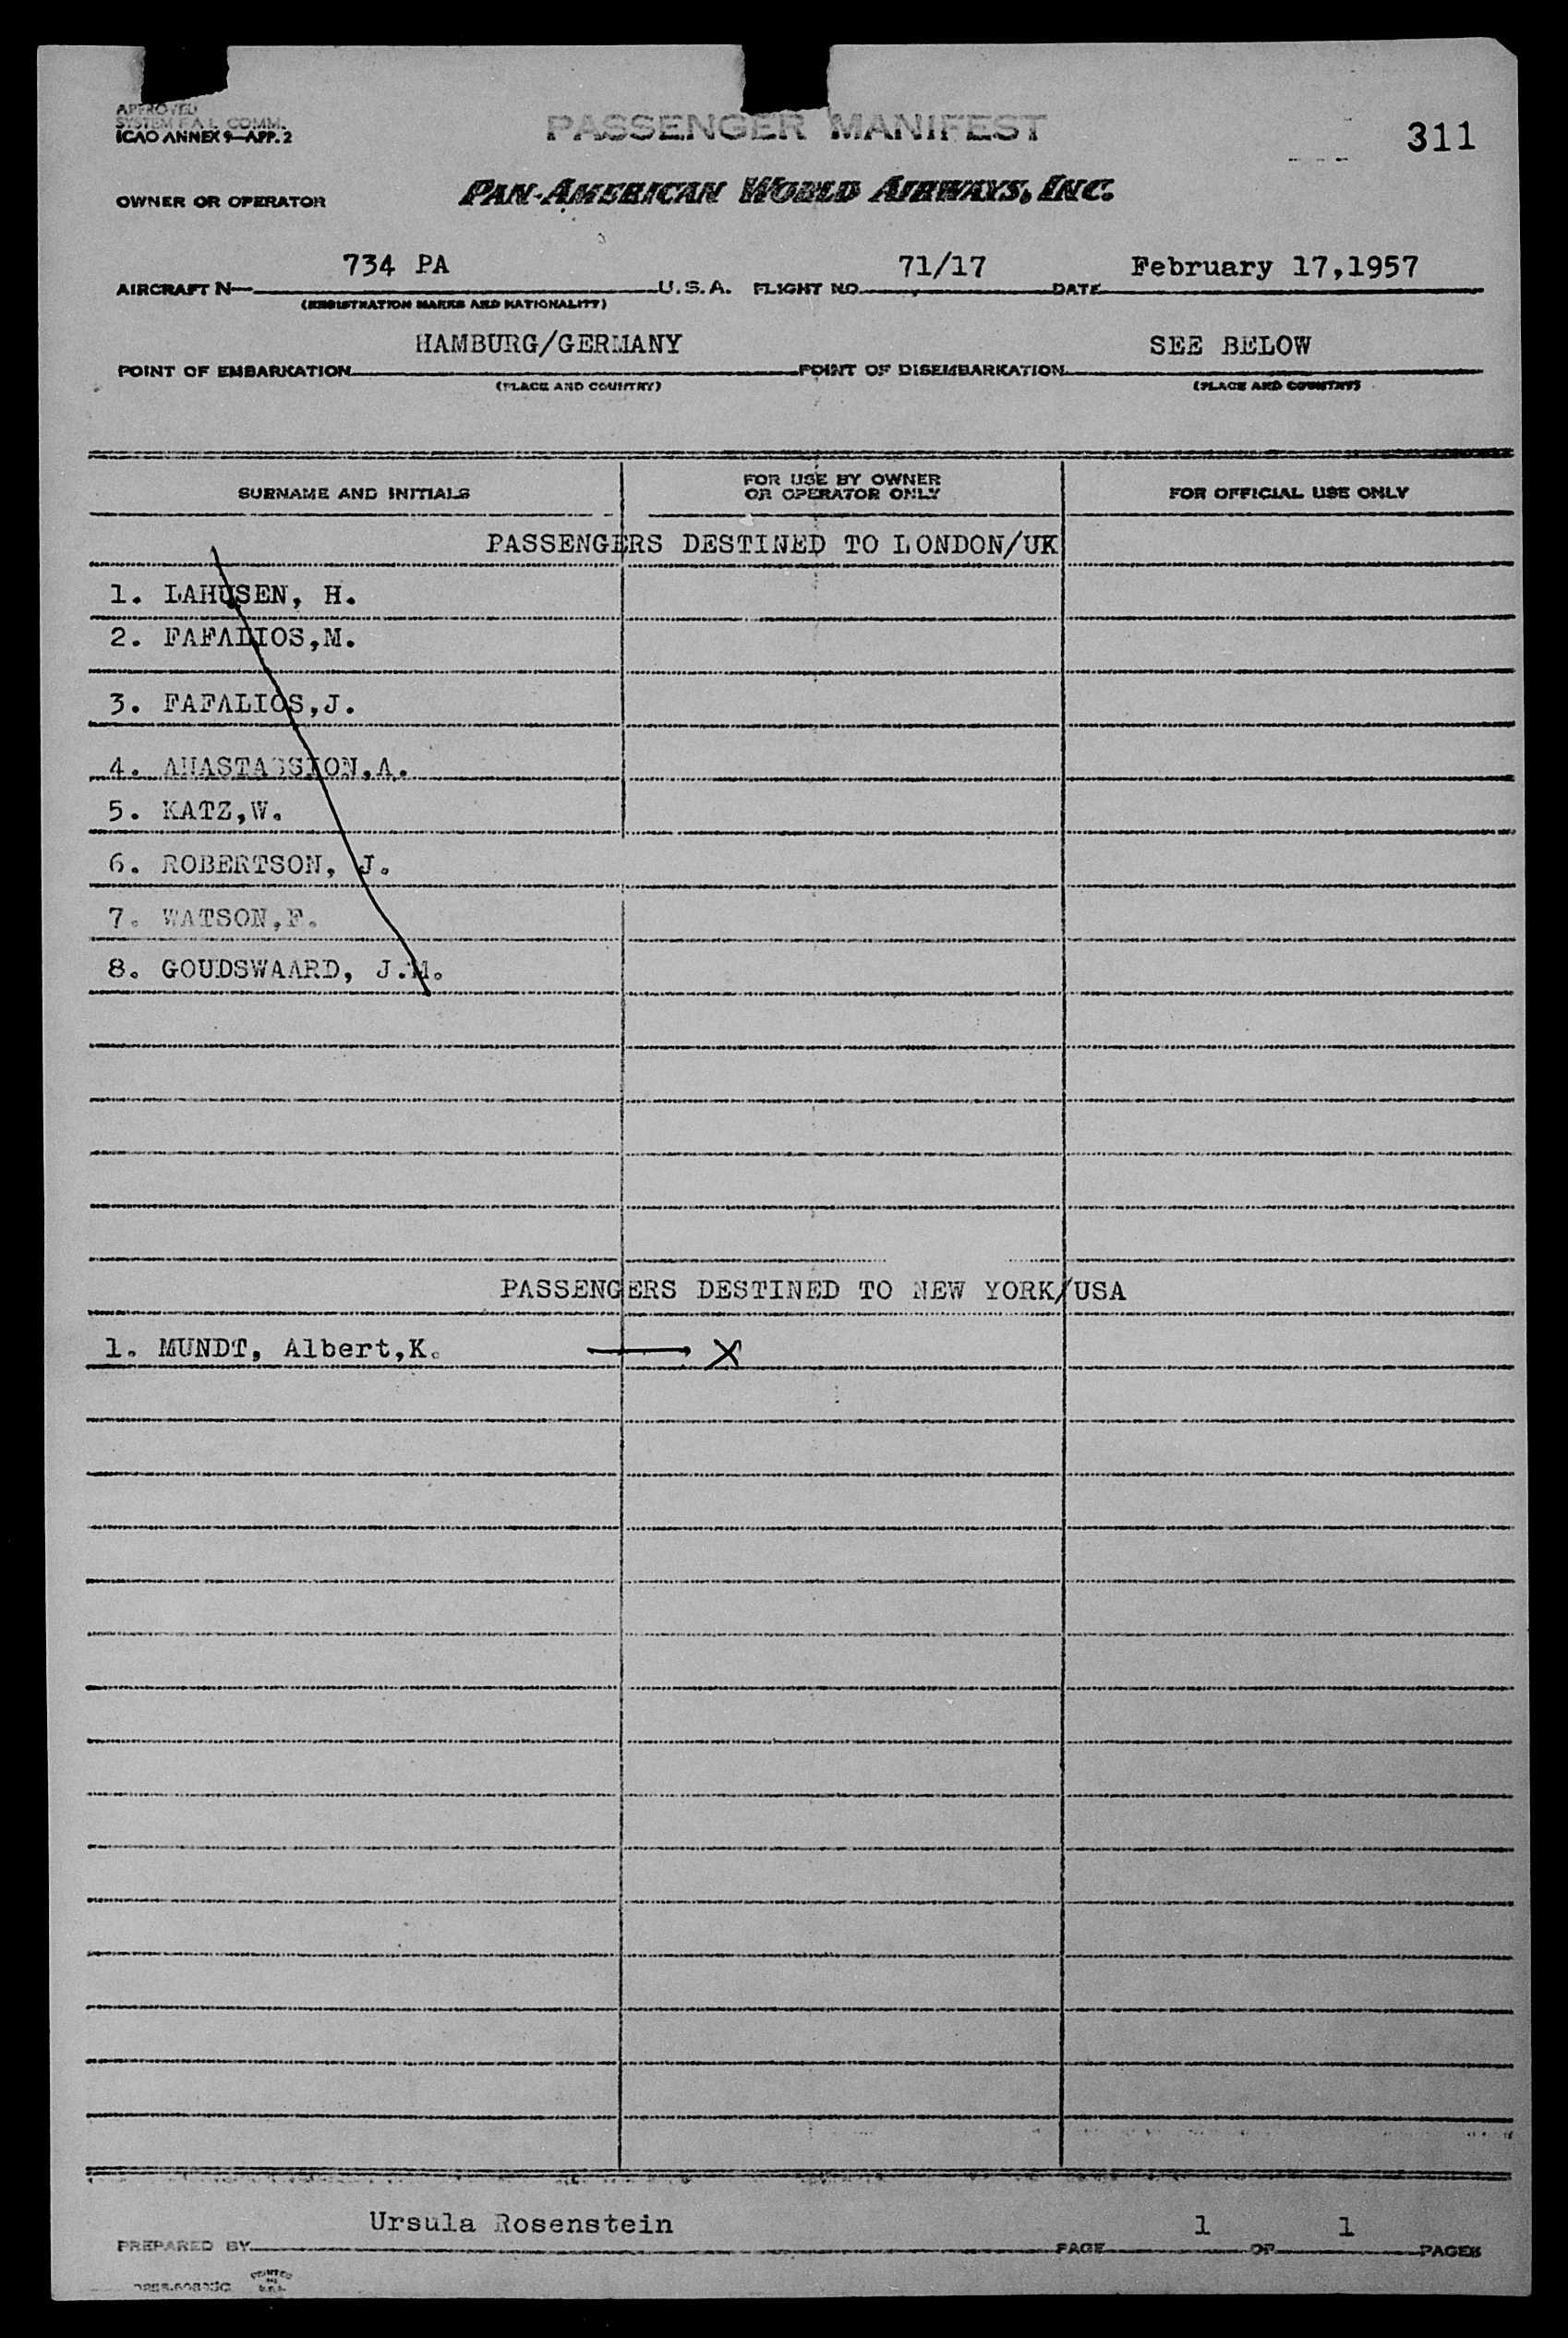 APPROVED
SYSTEM F.A.L. COMM.
ICAO ANNEX 9—APP. 2
PASSENGER MANIFEST
311
OWNER OR OPERATOR
PAN-AMERICAN WORLD AIRWAYS, INC.
AIRCRAFT N— 734 PA U.S.A. FLIGHT NO. 71/17 DATE February 17,1957
(REGISTRATION MARKS AND NATIONALITY)
POINT OF EMBARKATION HAMBURG/GERMANY POINT OF DISEMBARKATION SEE BELOW
(PLACE AND COUNTRY) (PLACE AND COUNTRY)
SURNAME AND INITIALS FOR USE BY OWNER OR OPERATOR ONLY FOR OFFICIAL USE ONLY
PASSENGERS DESTINED TO LONDON/UK
1. LAHUSEN, H.
2. FAFALIOS,M.
3. FAFALIOS,J.
4. ANASTASSION,A.
5. KATZ,W.
6. ROBERTSON, J.
7. WATSON,F.
8. GOUDSWAARD, J.M.
PASSENGERS DESTINED TO NEW YORK/USA
1. MUNDT, Albert,K. X
PREPARED BY Ursula Rosenstein PAGE 1 OF 1 PAGES
PRINTED
IN
U.S.A.